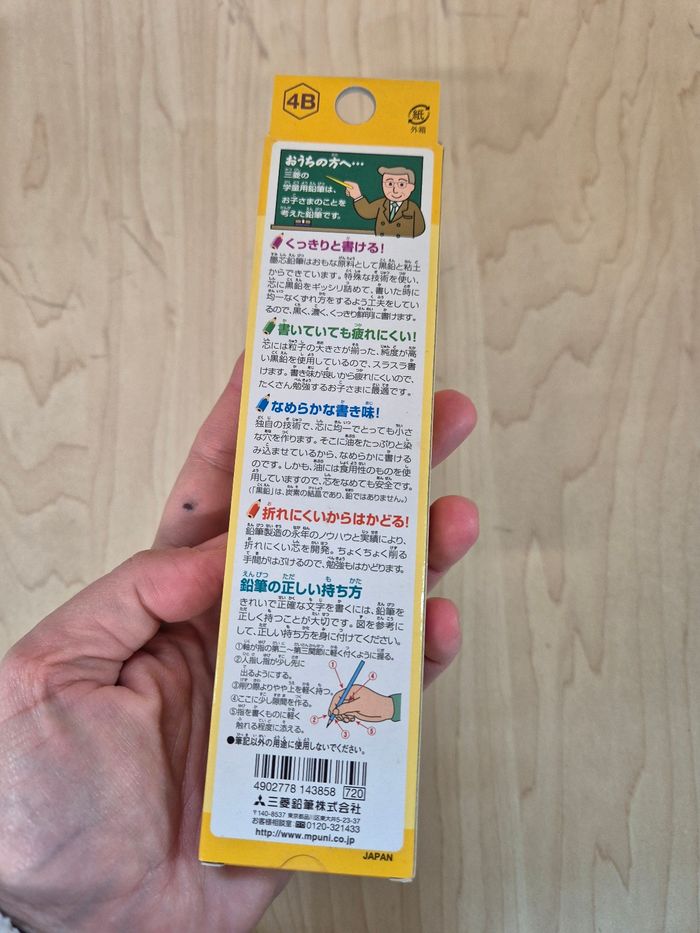 4B
紙
外箱
おうちの方へ…
三菱の
学童用鉛筆は、
お子さまのことを
考えた鉛筆です。
くっきりと書ける!
墨芯鉛筆はおもな原料として黒鉛と粘土
からできています。特殊な技術を使い、
芯に黒鉛をギッシリ詰めて、書いた時に
均一なくずれ方をするよう工夫をしてい
るので、黒く、濃く、くっきり鮮明に書けます。
書いていても疲れにくい!
芯には粒子の大きさが揃った、純度が高
い黒鉛を使用しているので、スラスラ書
けます。書き味が良いから疲れにくいので、
たくさん勉強するお子さまに最適です。
なめらかな書き味!
独自の技術で、芯に均一でとっても小さ
な穴を作ります。そこに油をたっぷりと染
み込ませているから、なめらかに書ける
のです。しかも、油には食用性のものを使
用していますので、芯をなめても安全です。
(「黒鉛」は、炭素の結晶であり、鉛ではありません。)
折れにくいからはかどる!
鉛筆製造の永年のノウハウと実績により、
折れにくい芯を開発。ちょくちょく削る
手間がはぶけるので、勉強もはかどります。
鉛筆の正しい持ち方
きれいで正確な文字を書くには、鉛筆を
正しく持つことが大切です。図を参考に
して、正しい持ち方を身に付けてください。
①軸が指の第二〜第三関節に軽く付くように握る。
②人指し指が少し先に
出るようにする。
③削り際よりやや上を軽く持つ。
④ここに少し隙間を作る。
⑤指を書くものに軽く
触れる程度に添える。
① ④ ② ③ ⑤
●筆記以外の用途に使用しないでください。
4902778 143858 720
三菱鉛筆株式会社
〒140-8537 東京都品川区東大井5-23-37
お客様相談室 0120-321433
http://www.mpuni.co.jp
JAPAN